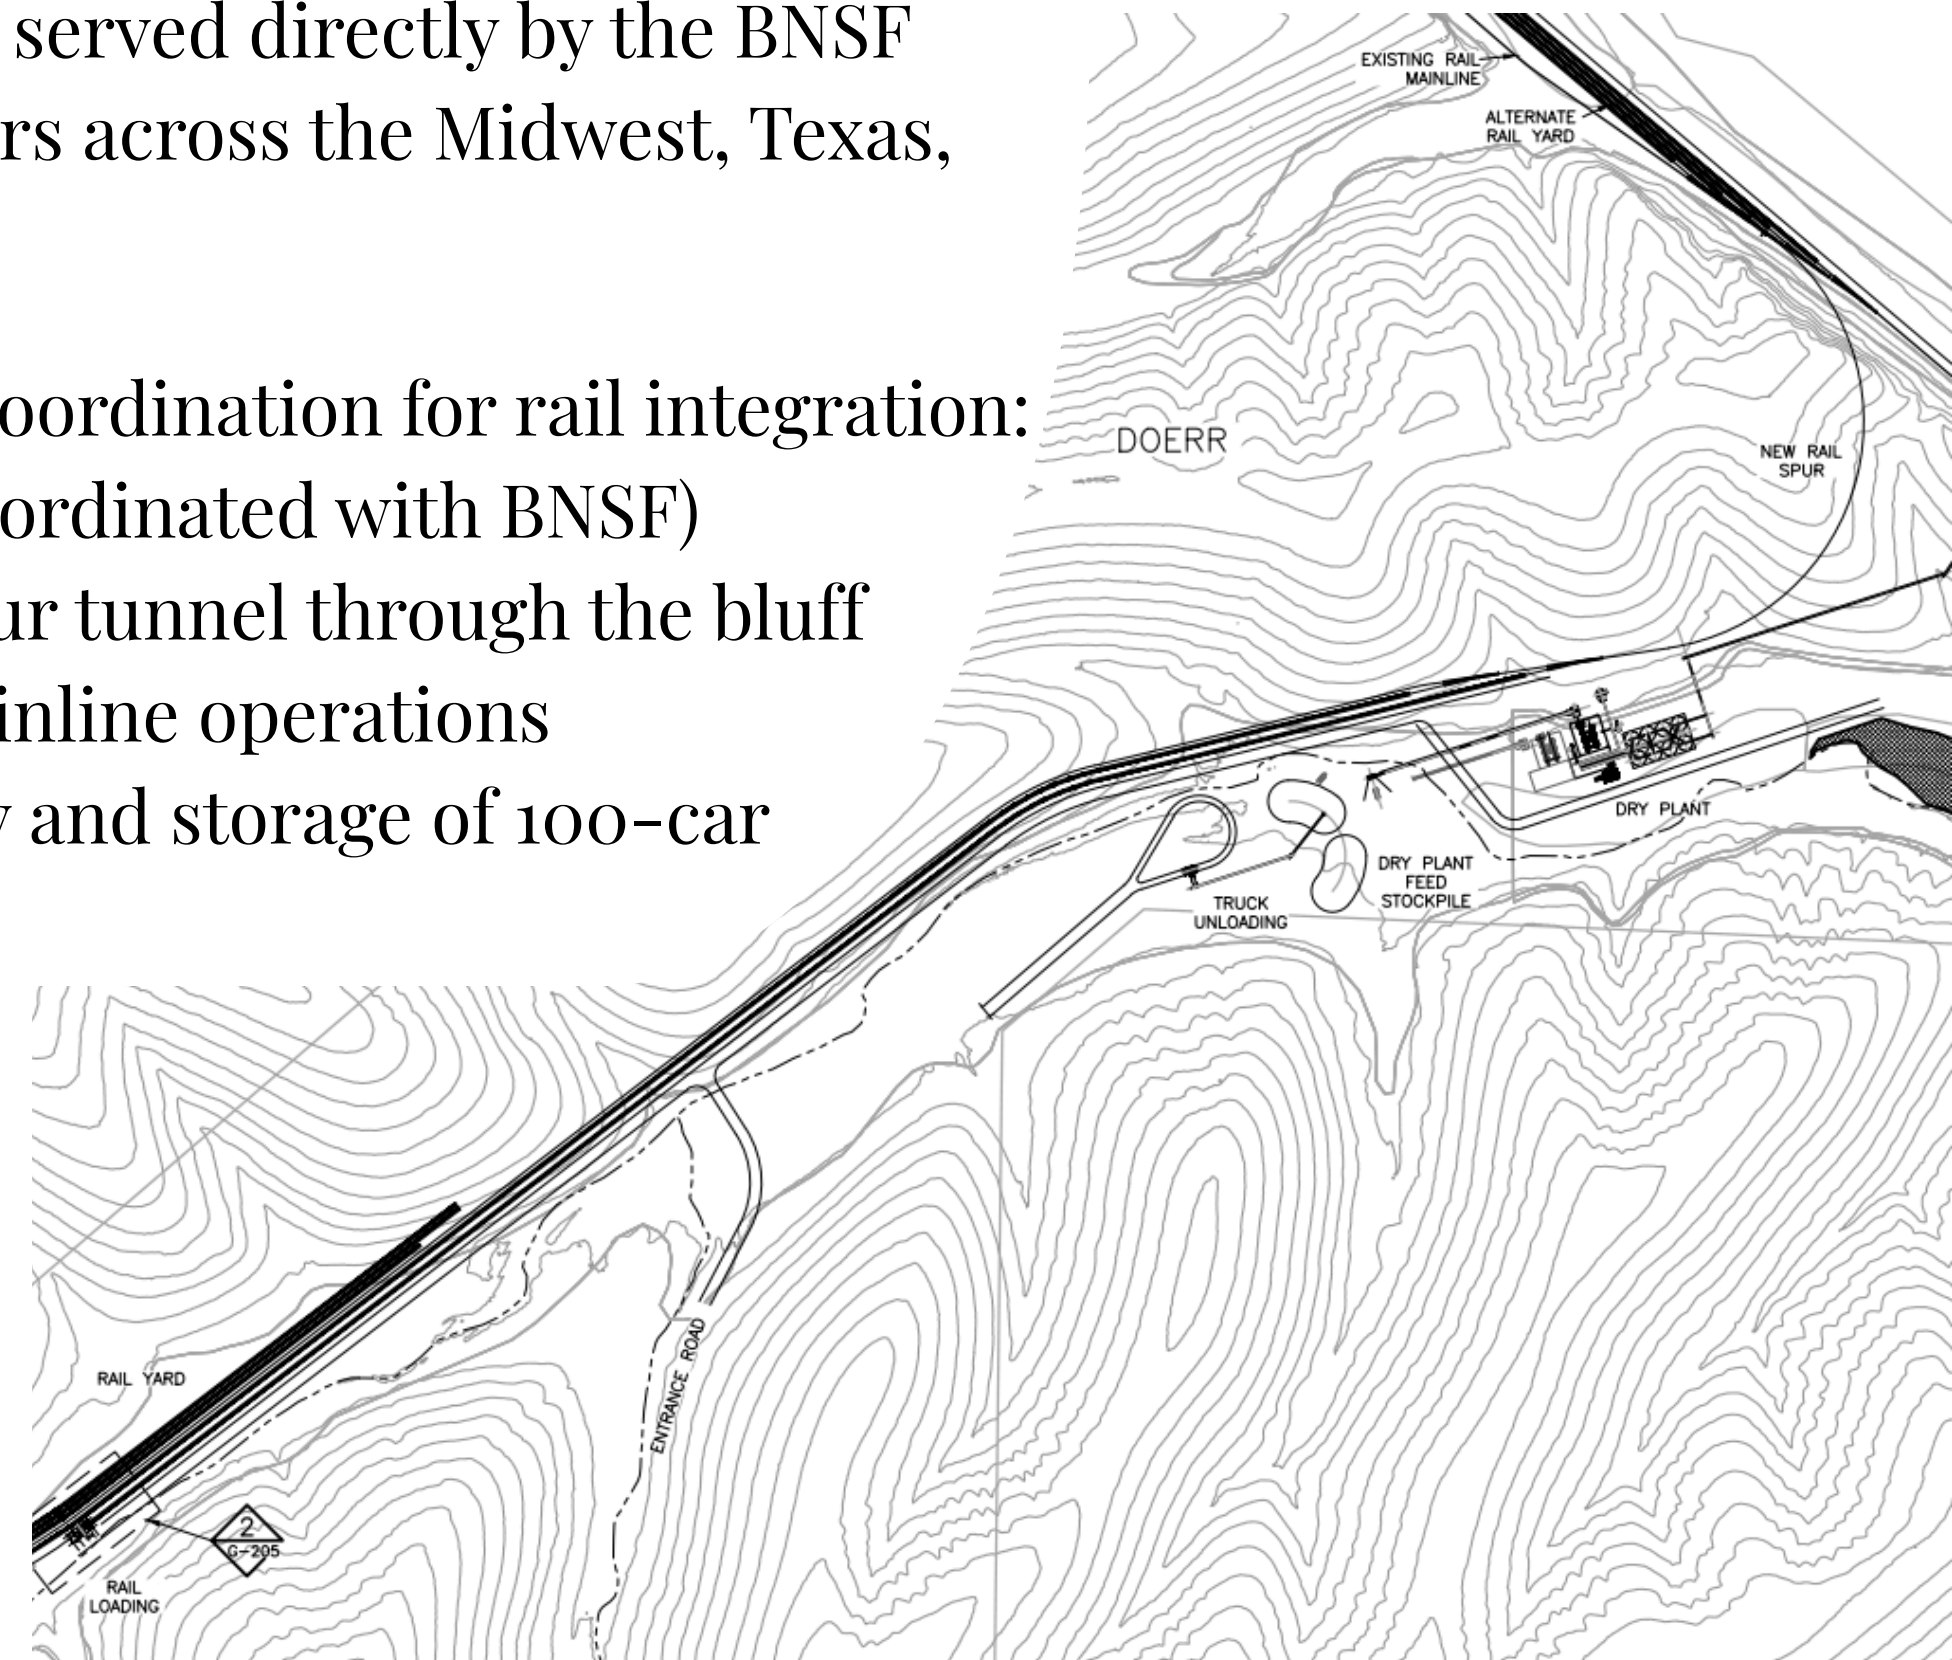 served directly by the BNSF
rs across the Midwest, Texas,
oordination for rail integration:
ordinated with BNSF)
ur tunnel through the bluff
inline operations
y and storage of 100-car
EXISTING RAIL
MAINLINE
ALTERNATE
RAIL YARD
DOERR
NEW RAIL
SPUR
DRY PLANT
DRY PLANT
FEED
STOCKPILE
TRUCK
UNLOADING
ENTRANCE ROAD
RAIL YARD
2
G-205
RAIL
LOADING